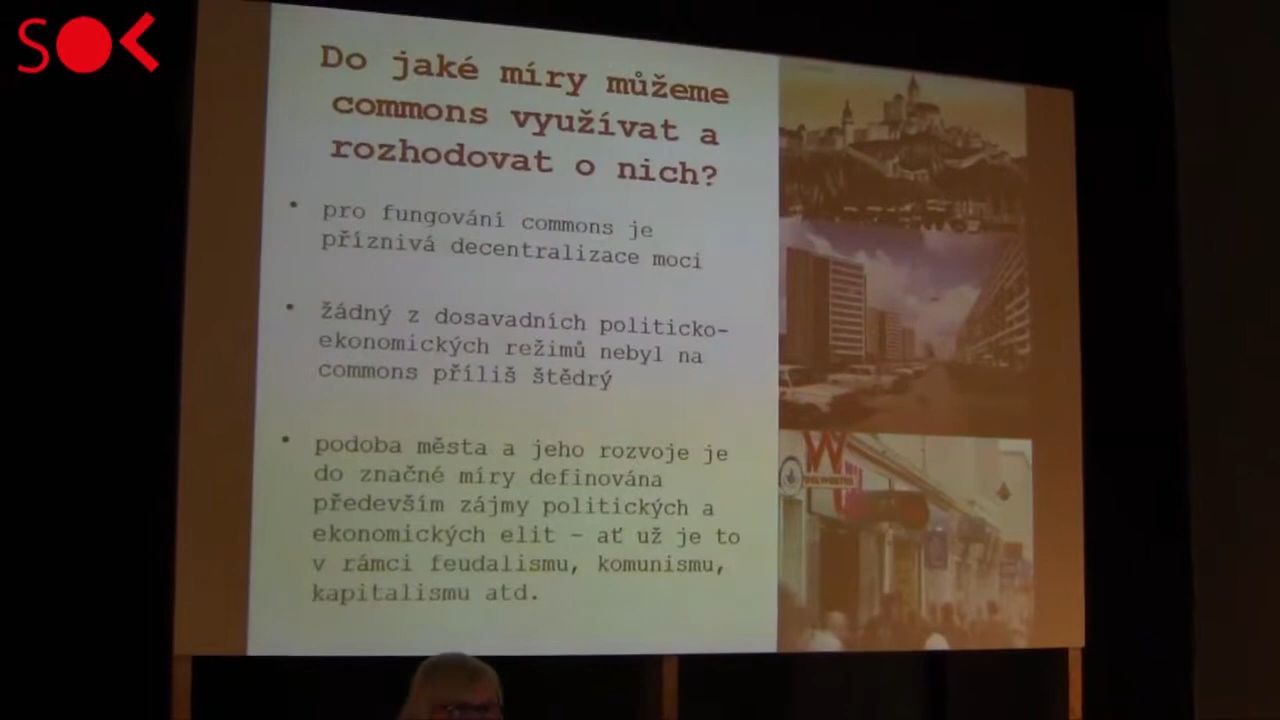 SOK
Do jaké míry můžeme
commons využívat a
rozhodovat o nich?
• pro fungování commons je
příznivá decentralizace moci
• žádný z dosavadních politicko-
ekonomických režimů nebyl na
commons příliš štědrý
• podoba města a jeho rozvoje je
do značné míry definována
především zájmy politických a
ekonomických elit – ať už je to
v rámci feudalismu, komunismu,
kapitalismu atd.
W